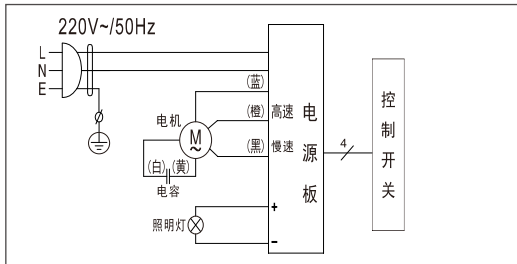 220V~/50Hz
L
N
E
(蓝)
(橙) 高速
电机
M
~
(黑) 慢速
(白) (黄)
电容
照明灯
+
−
电源板
4
控制开关